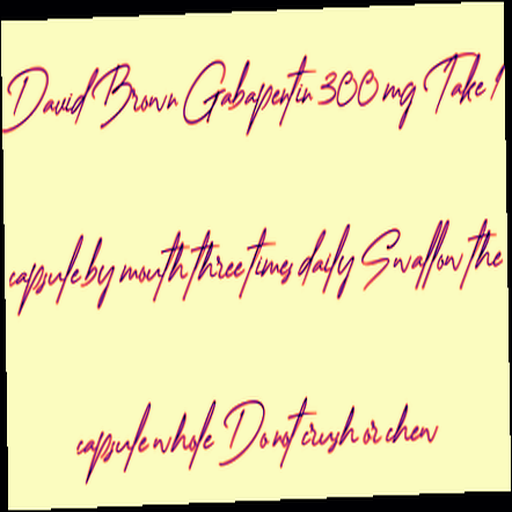 David Brown Gabapentin 300 mg Take 1
capsule by mouth three times daily Swallow the
capsule whole Do not crush or chew